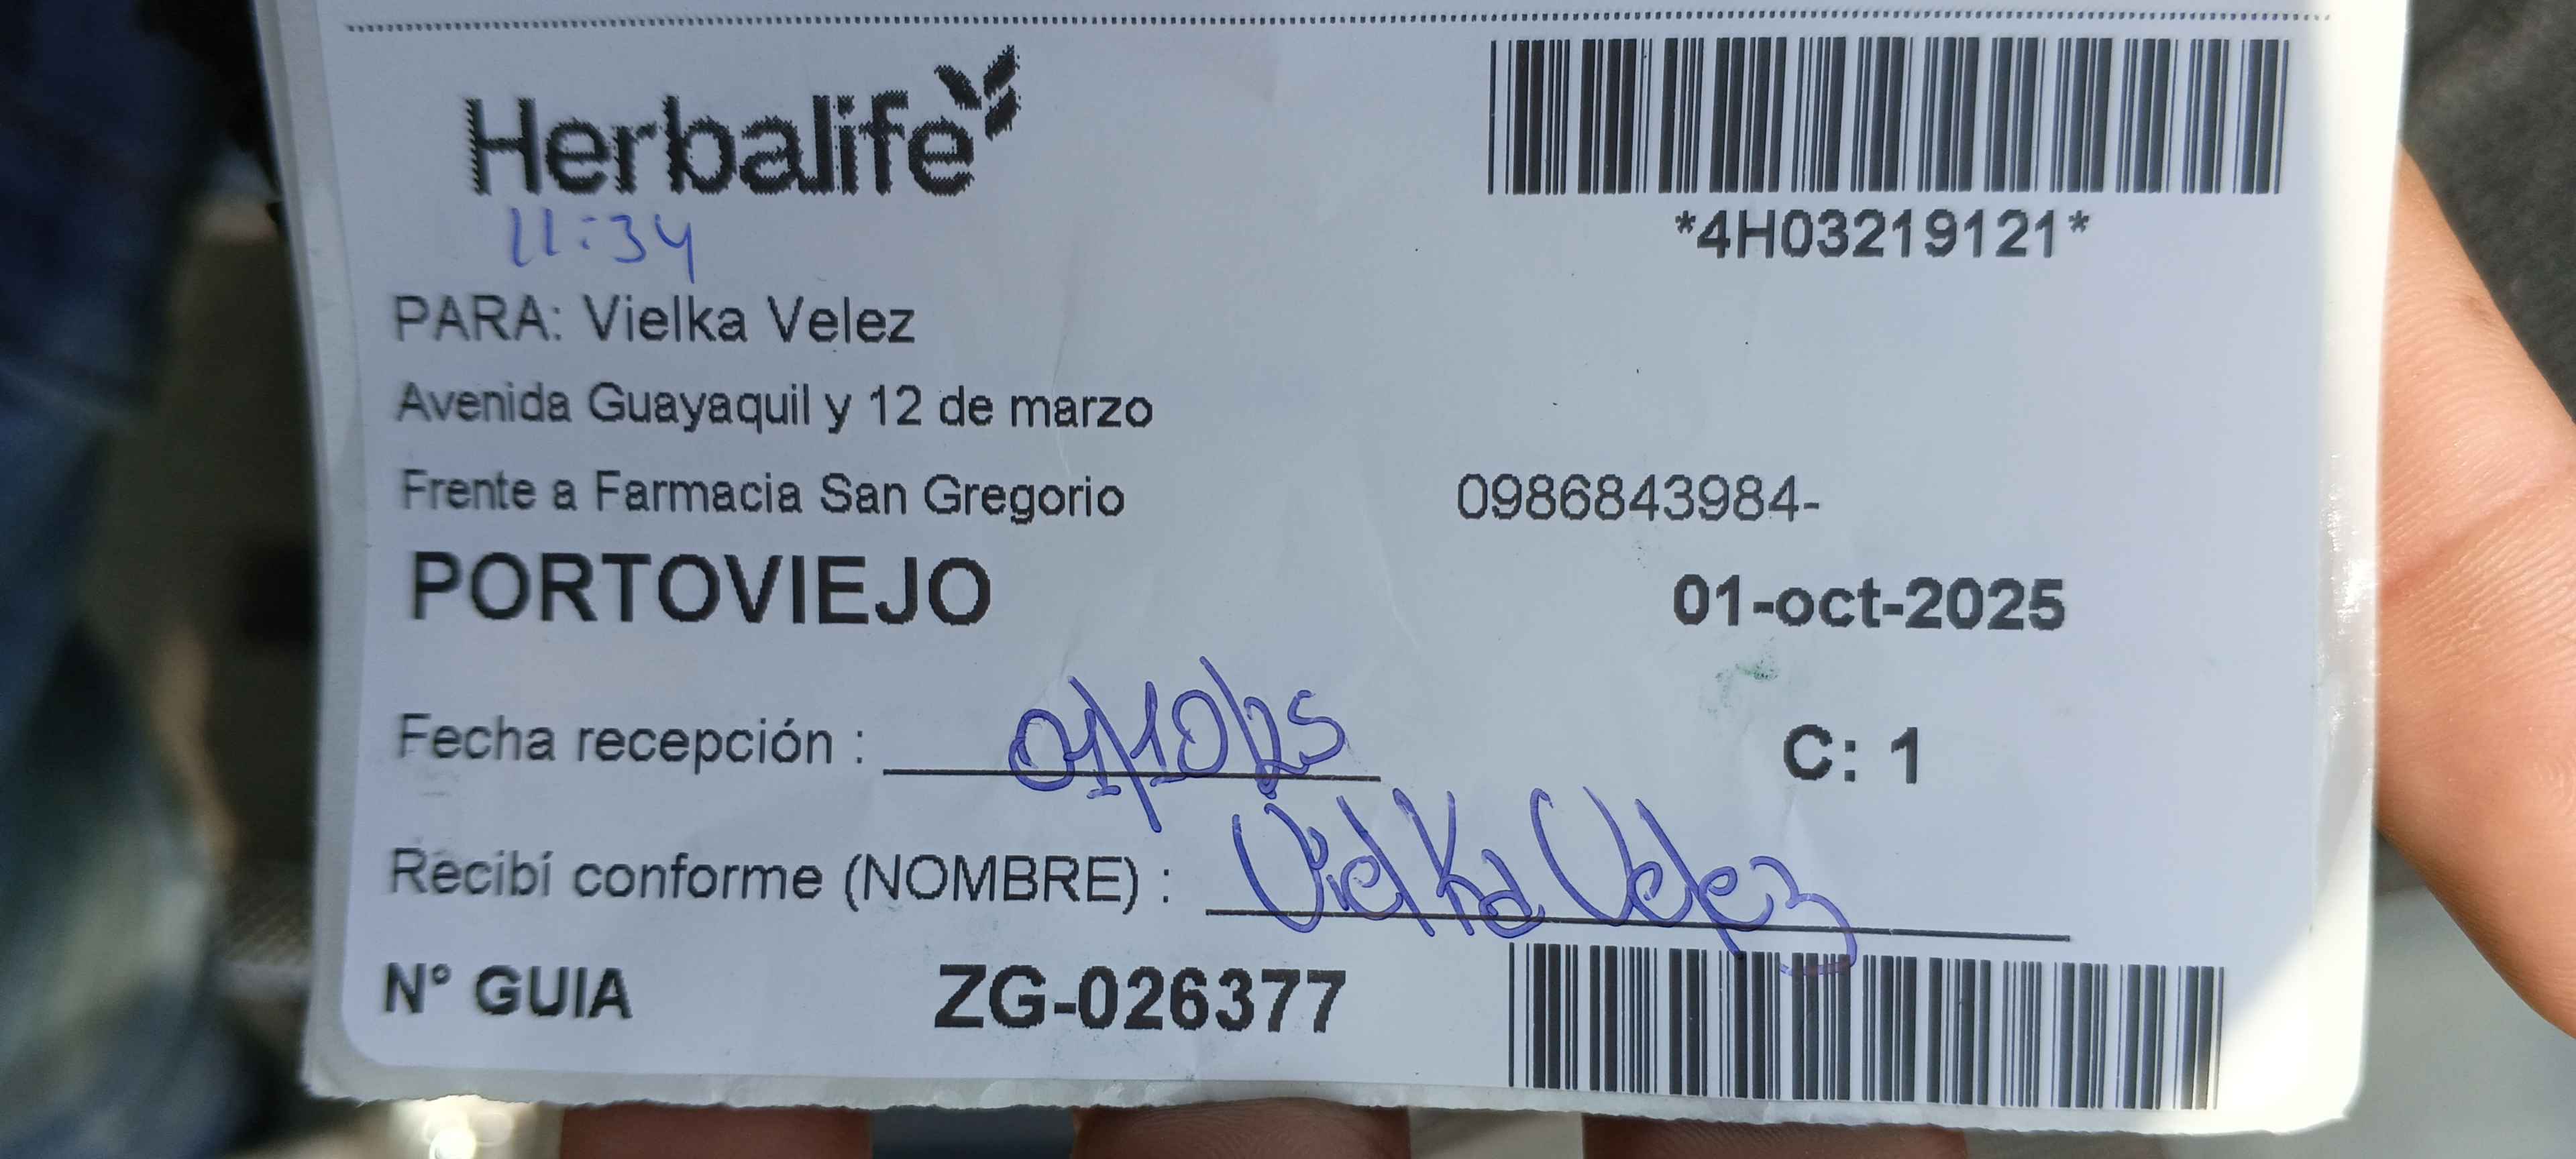 Herbalife
11:34
*4H03219121*
PARA: Vielka Velez
Avenida Guayaquil y 12 de marzo
Frente a Farmacia San Gregorio 0986843984-
PORTOVIEJO 01-oct-2025
Fecha recepción : 01/10/25 C: 1
Recibí conforme (NOMBRE) : Vielka Velez
N° GUIA ZG-026377